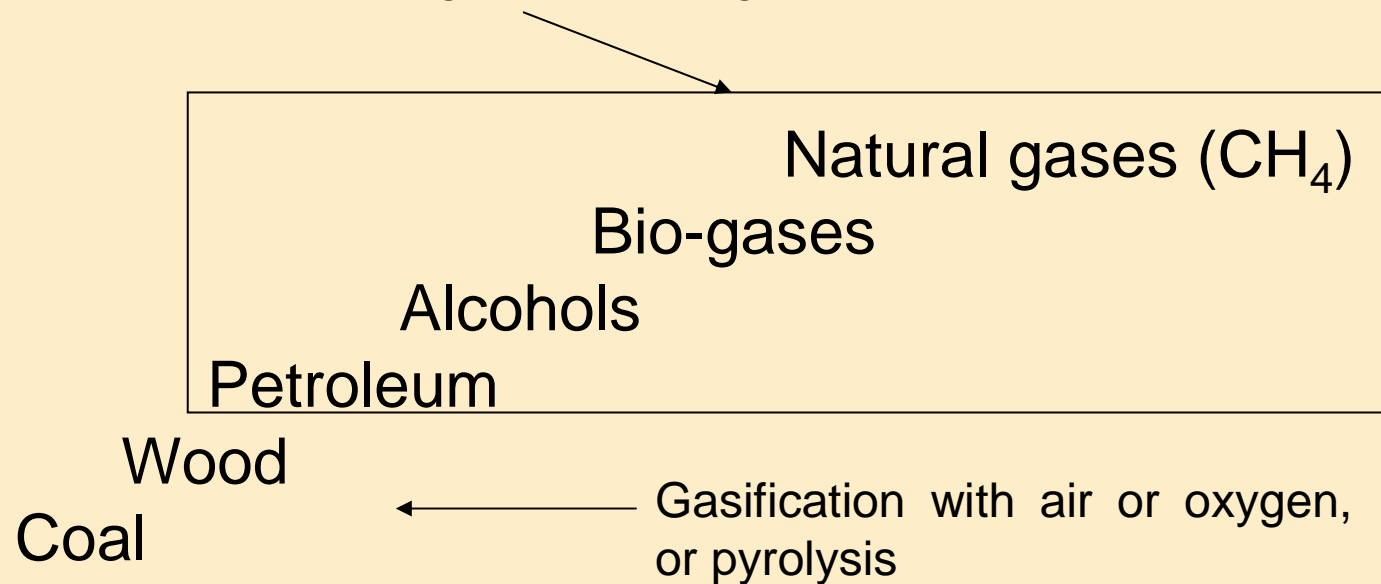 Natural gases (CH₄)
Bio-gases
Alcohols
Petroleum
Wood
Gasification with air or oxygen,
Coal
or pyrolysis